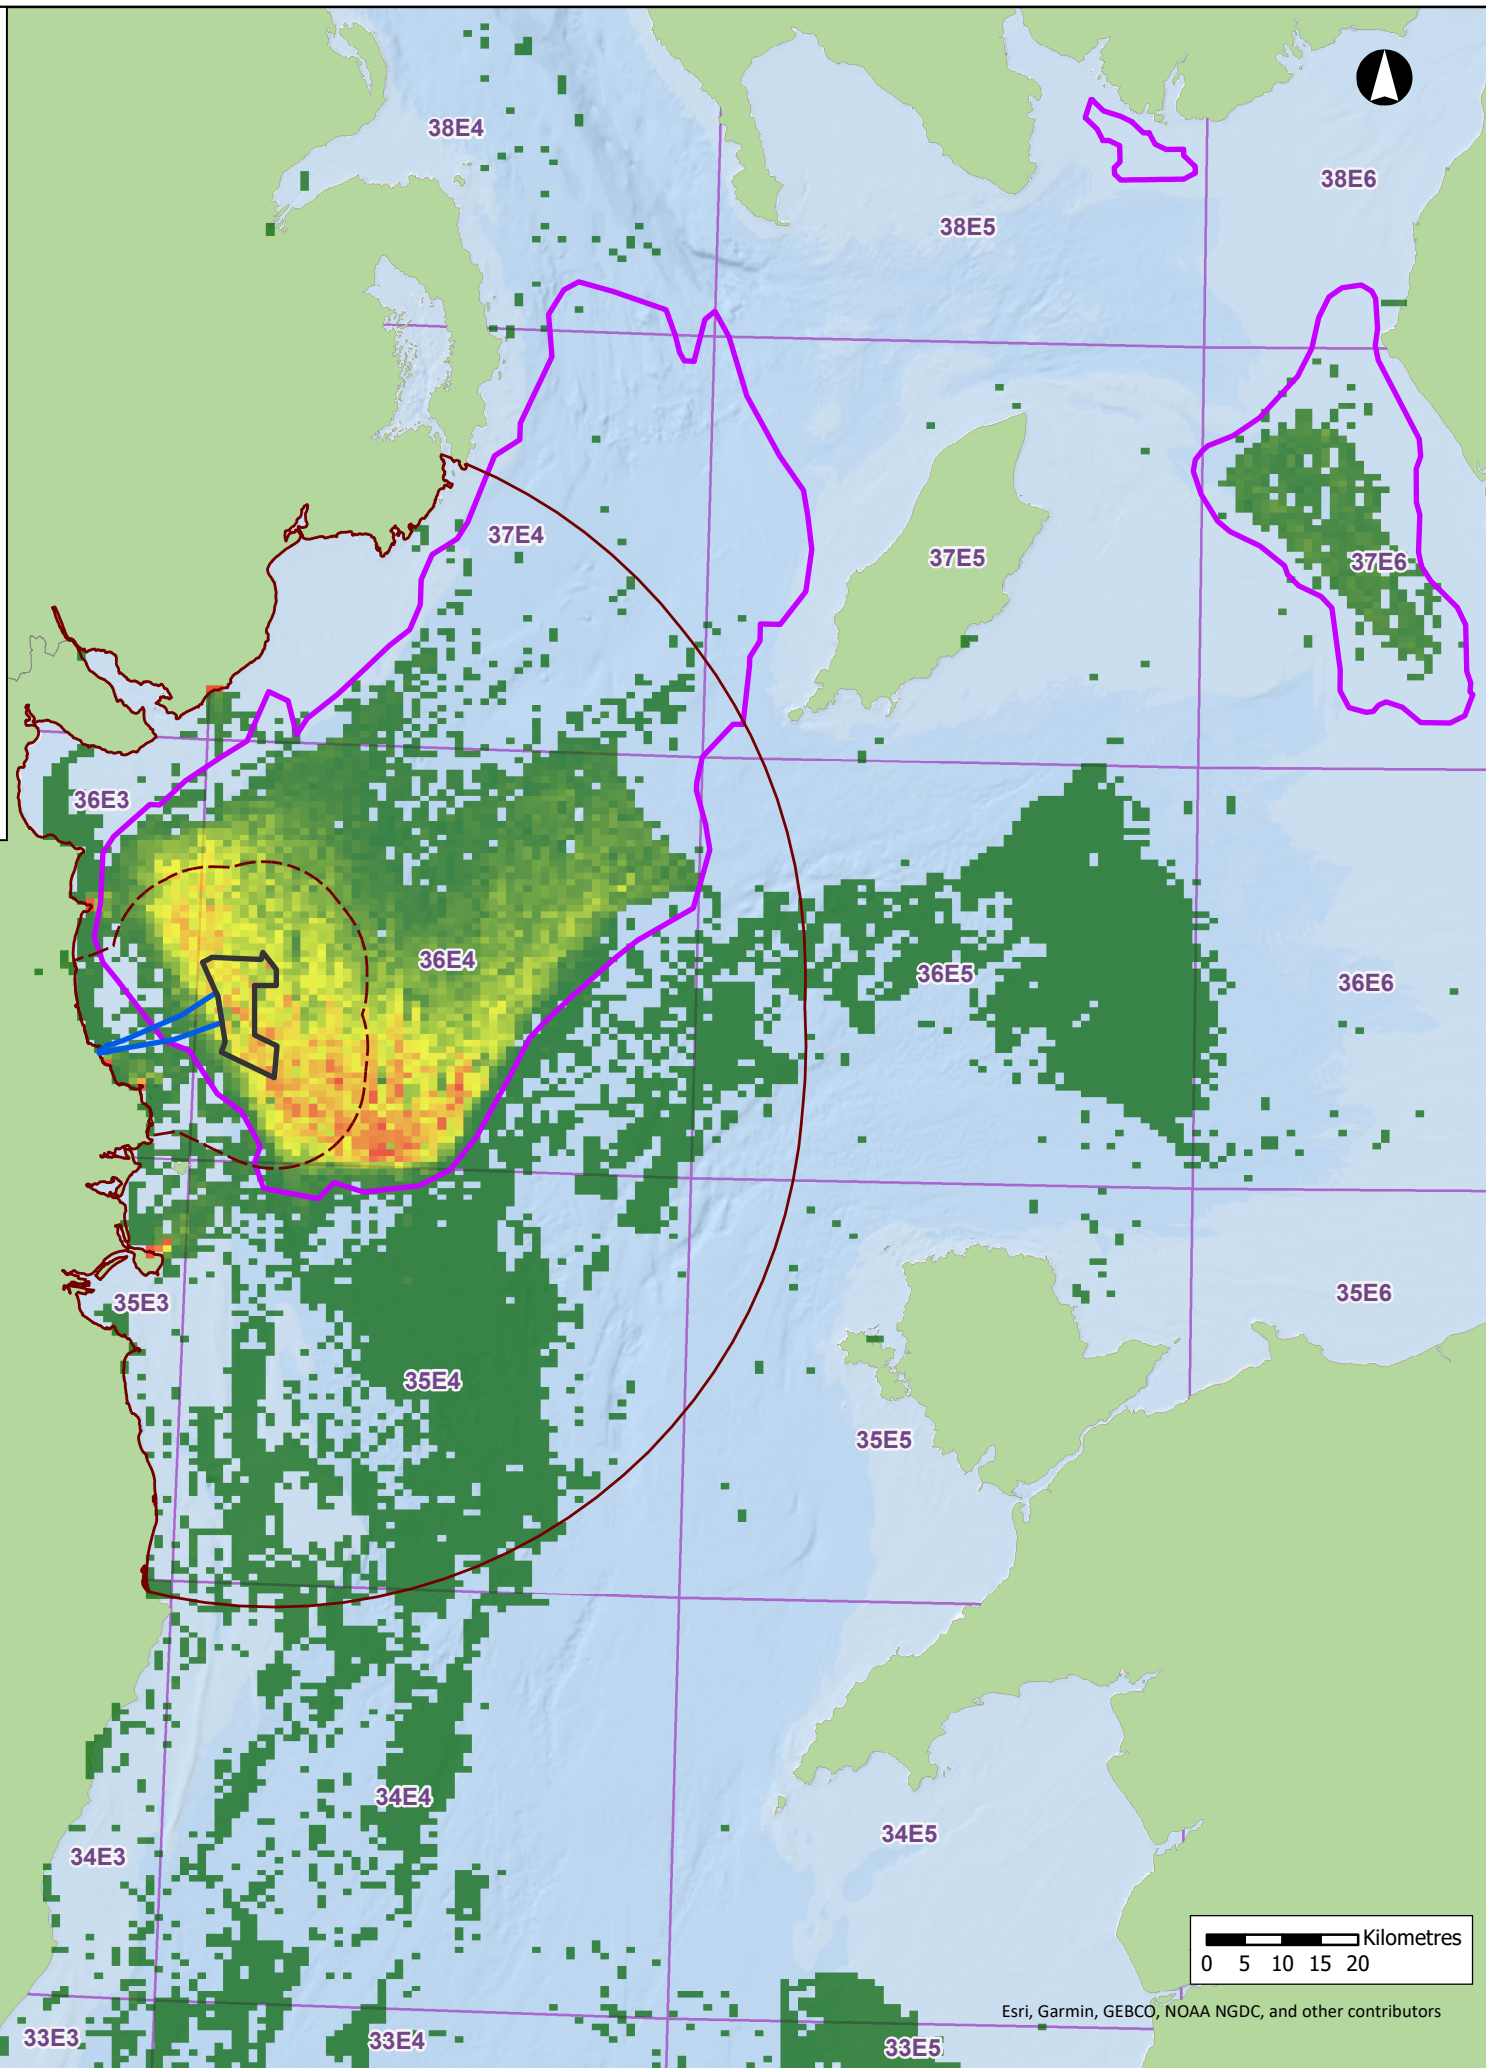 38E4
38E6
38E5
37E4
37E5
37E6
36E3
36E4
36E5
36E6
35E3
35E6
35E4
35E5
34E4
34E5
34E3
Kilometres
0 5 10 15 20
Esri, Garmin, GEBCO, NOAA NGDC, and other contributors
33E3
33E4
33E5